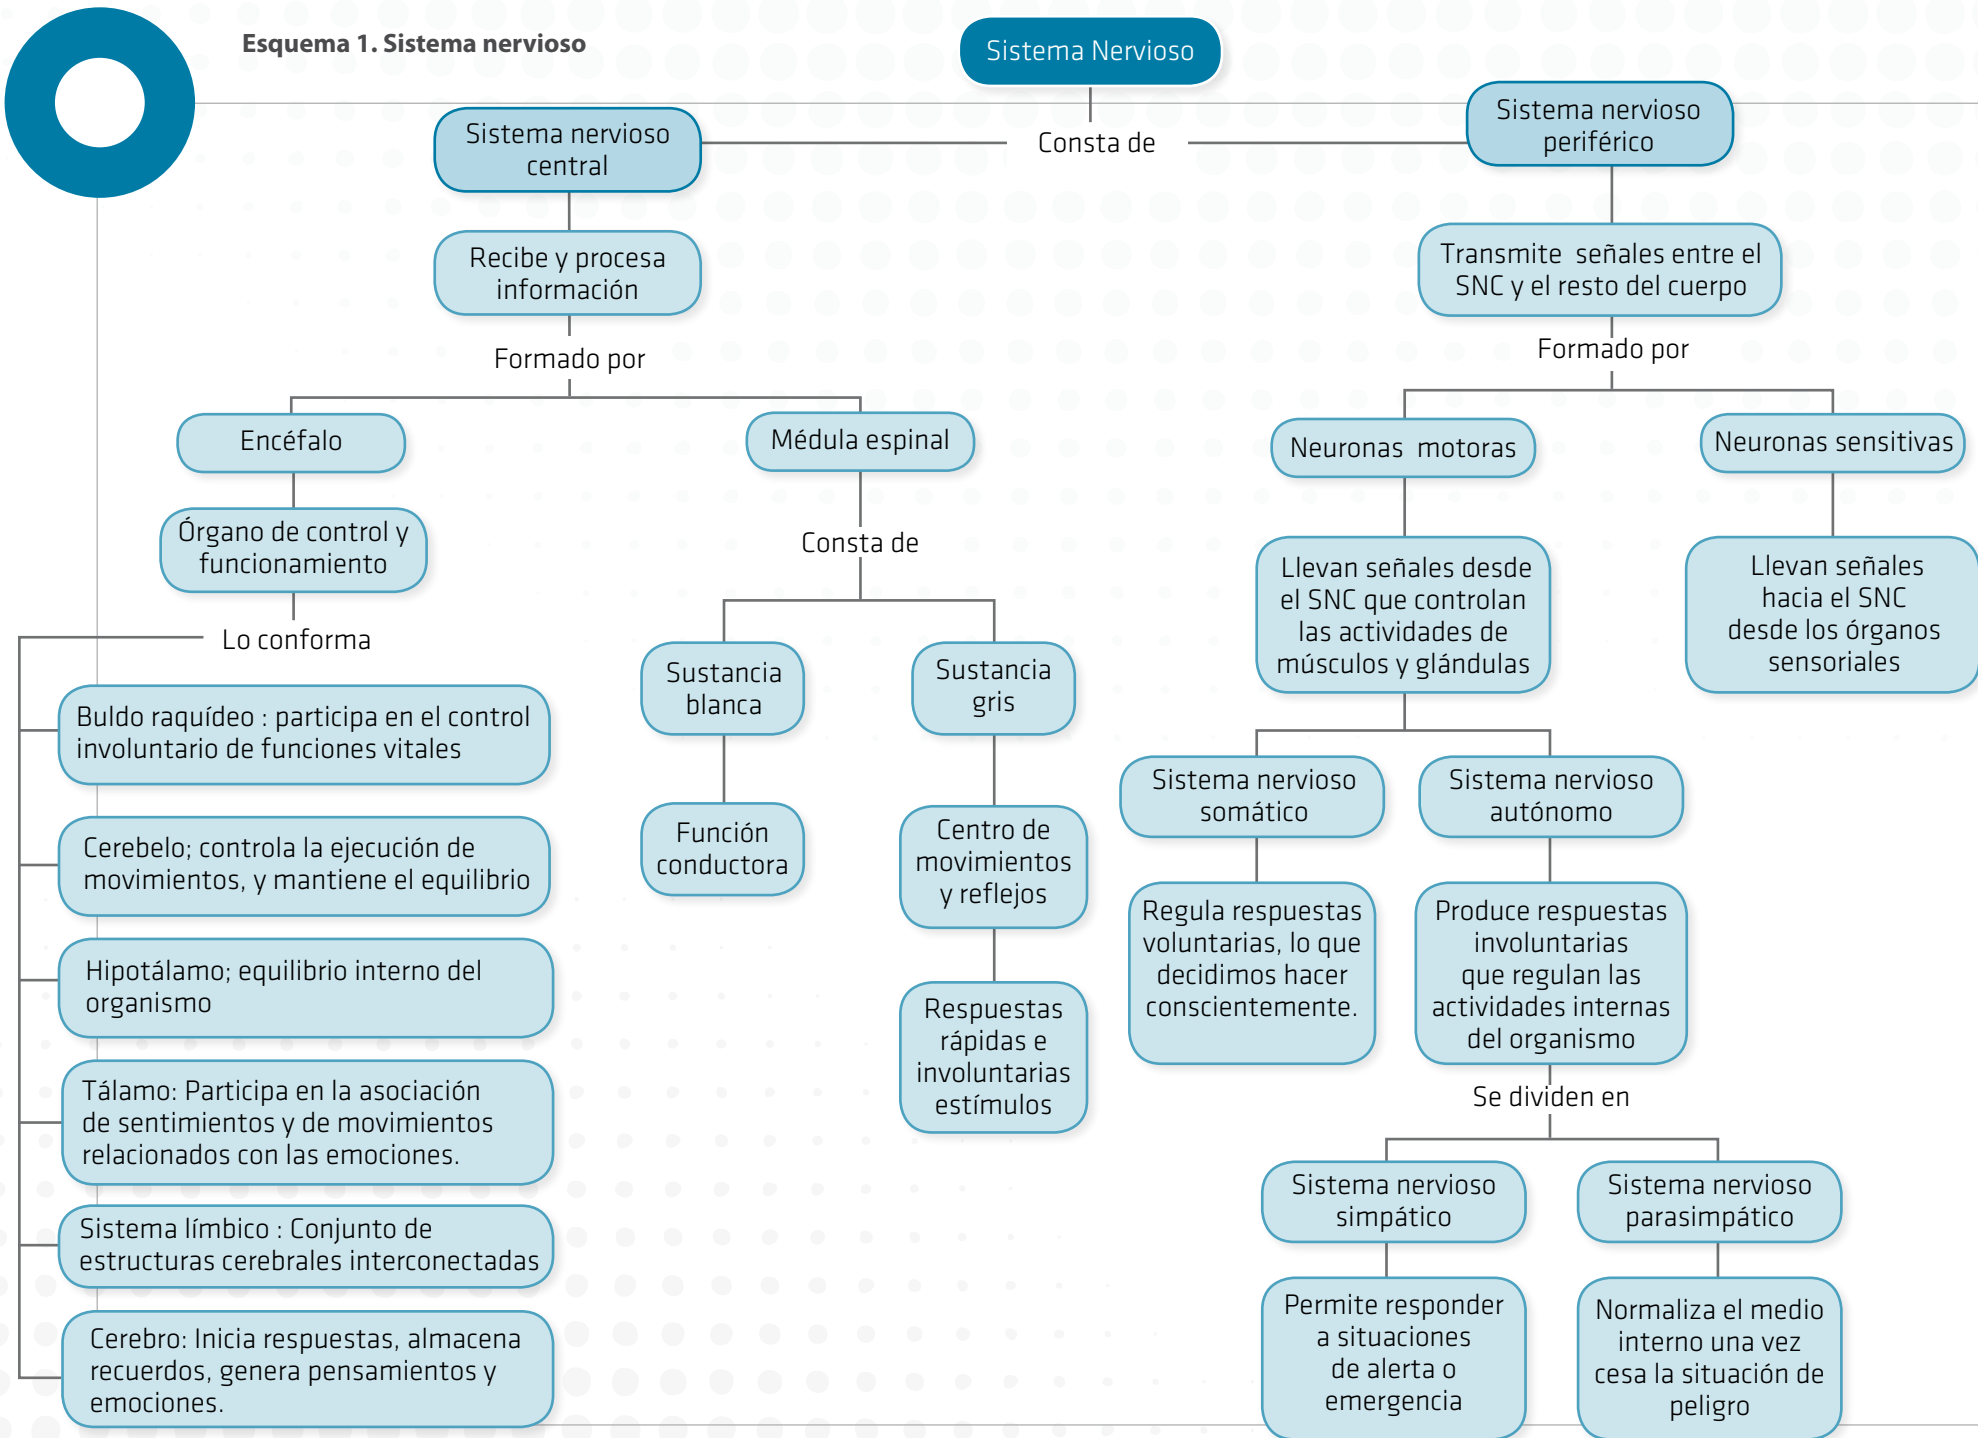 Esquema 1. Sistema nervioso
Sistema Nervioso
Consta de
Sistema nervioso
central
Recibe y procesa
información
Formado por
Encéfalo
Órgano de control y
funcionamiento
Lo conforma
Buldo raquídeo : participa en el control
involuntario de funciones vitales
Cerebelo; controla la ejecución de
movimientos, y mantiene el equilibrio
Hipotálamo; equilibrio interno del
organismo
Tálamo: Participa en la asociación
de sentimientos y de movimientos
relacionados con las emociones.
Sistema límbico : Conjunto de
estructuras cerebrales interconectadas
Cerebro: Inicia respuestas, almacena
recuerdos, genera pensamientos y
emociones.
Médula espinal
Consta de
Sustancia
blanca
Función
conductora
Sustancia
gris
Centro de
movimientos
y reflejos
Respuestas
rápidas e
involuntarias
estímulos
Sistema nervioso
periférico
Transmite señales entre el
SNC y el resto del cuerpo
Formado por
Neuronas motoras
Llevan señales desde
el SNC que controlan
las actividades de
músculos y glándulas
Sistema nervioso
somático
Regula respuestas
voluntarias, lo que
decidimos hacer
conscientemente.
Sistema nervioso
autónomo
Produce respuestas
involuntarias
que regulan las
actividades internas
del organismo
Se dividen en
Sistema nervioso
simpático
Permite responder
a situaciones
de alerta o
emergencia
Sistema nervioso
parasimpático
Normaliza el medio
interno una vez
cesa la situación de
peligro
Neuronas sensitivas
Llevan señales
hacia el SNC
desde los órganos
sensoriales